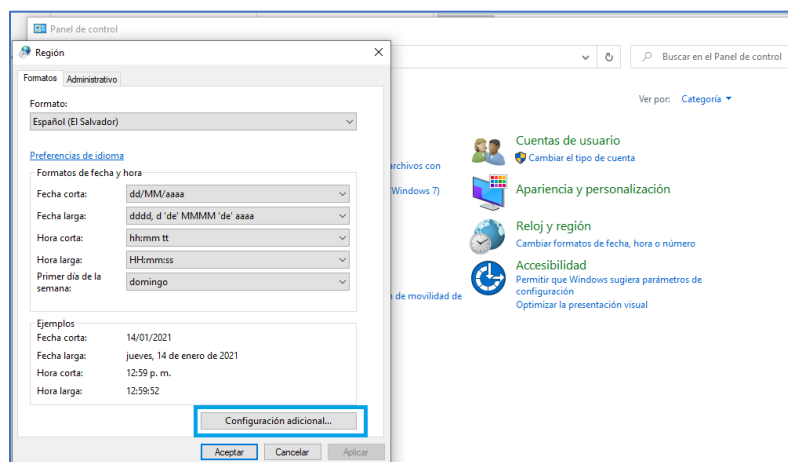 Panel de control
Región
Formatos Administrativo
Formato:
Español (El Salvador)
Preferencias de idioma
Formatos de fecha y hora
Fecha corta: dd/MM/aaaa
Fecha larga: dddd, d 'de' MMMM 'de' aaaa
Hora corta: hh:mm tt
Hora larga: HH:mm:ss
Primer día de la
semana: domingo
Ejemplos
Fecha corta: 14/01/2021
Fecha larga: jueves, 14 de enero de 2021
Hora corta: 12:59 p. m.
Hora larga: 12:59:52
Configuración adicional...
Aceptar Cancelar Aplicar
Buscar en el Panel de control
Ver por: Categoría
archivos con
Windows 7)
de movilidad de
Cuentas de usuario
Cambiar el tipo de cuenta
Apariencia y personalización
Reloj y región
Cambiar formatos de fecha, hora o número
Accesibilidad
Permitir que Windows sugiera parámetros de
configuración
Optimizar la presentación visual